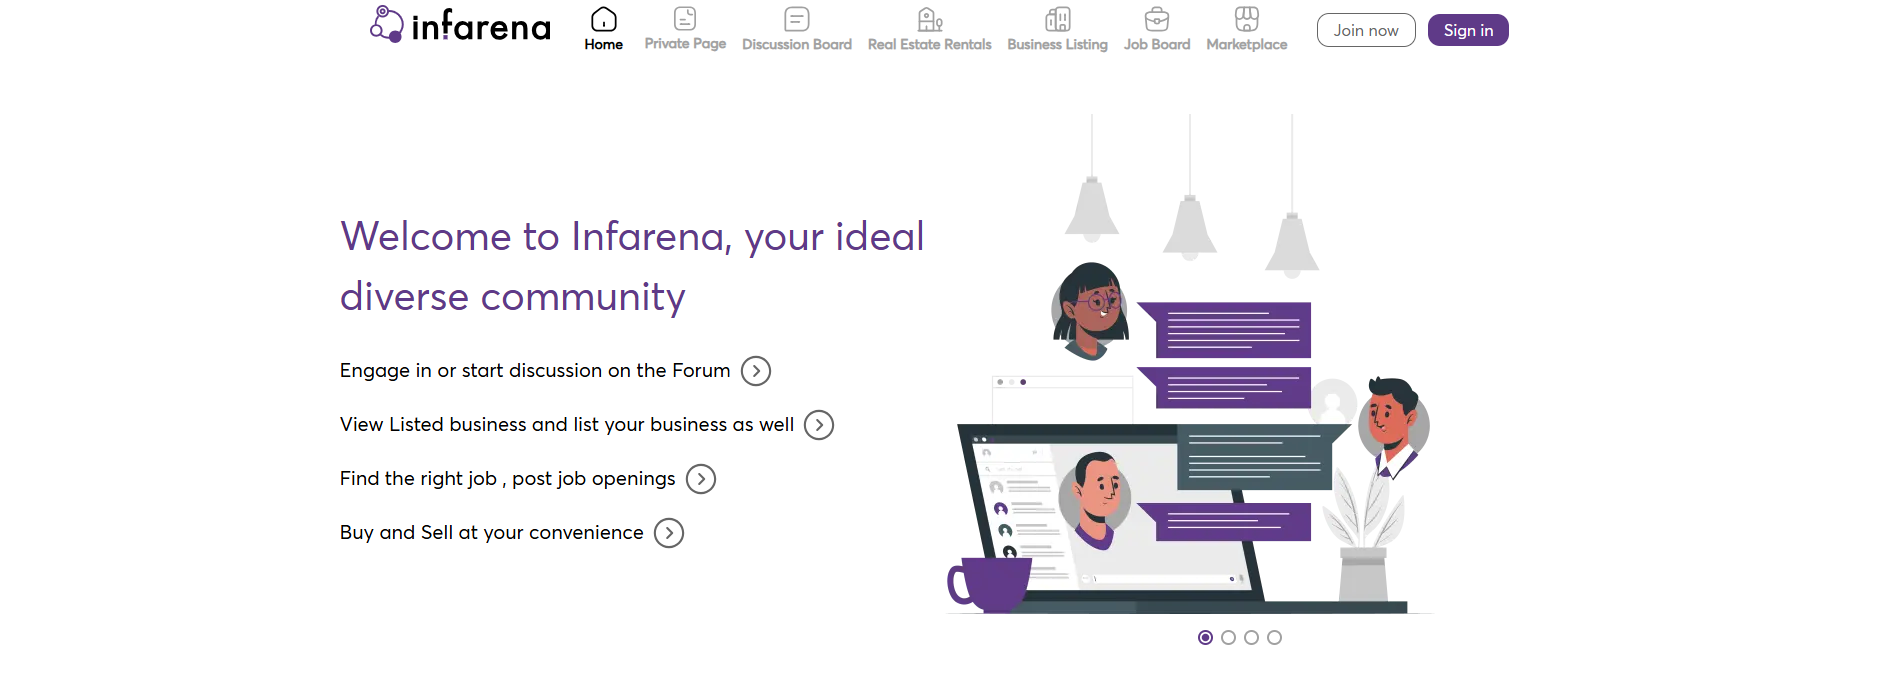 infarena
Home
Private Page
Discussion Board
Real Estate Rentals
Business Listing
Job Board
Marketplace
Join now
Sign in
Welcome to Infarena, your ideal
diverse community
Engage in or start discussion on the Forum
View Listed business and list your business as well
Find the right job , post job openings
Buy and Sell at your convenience